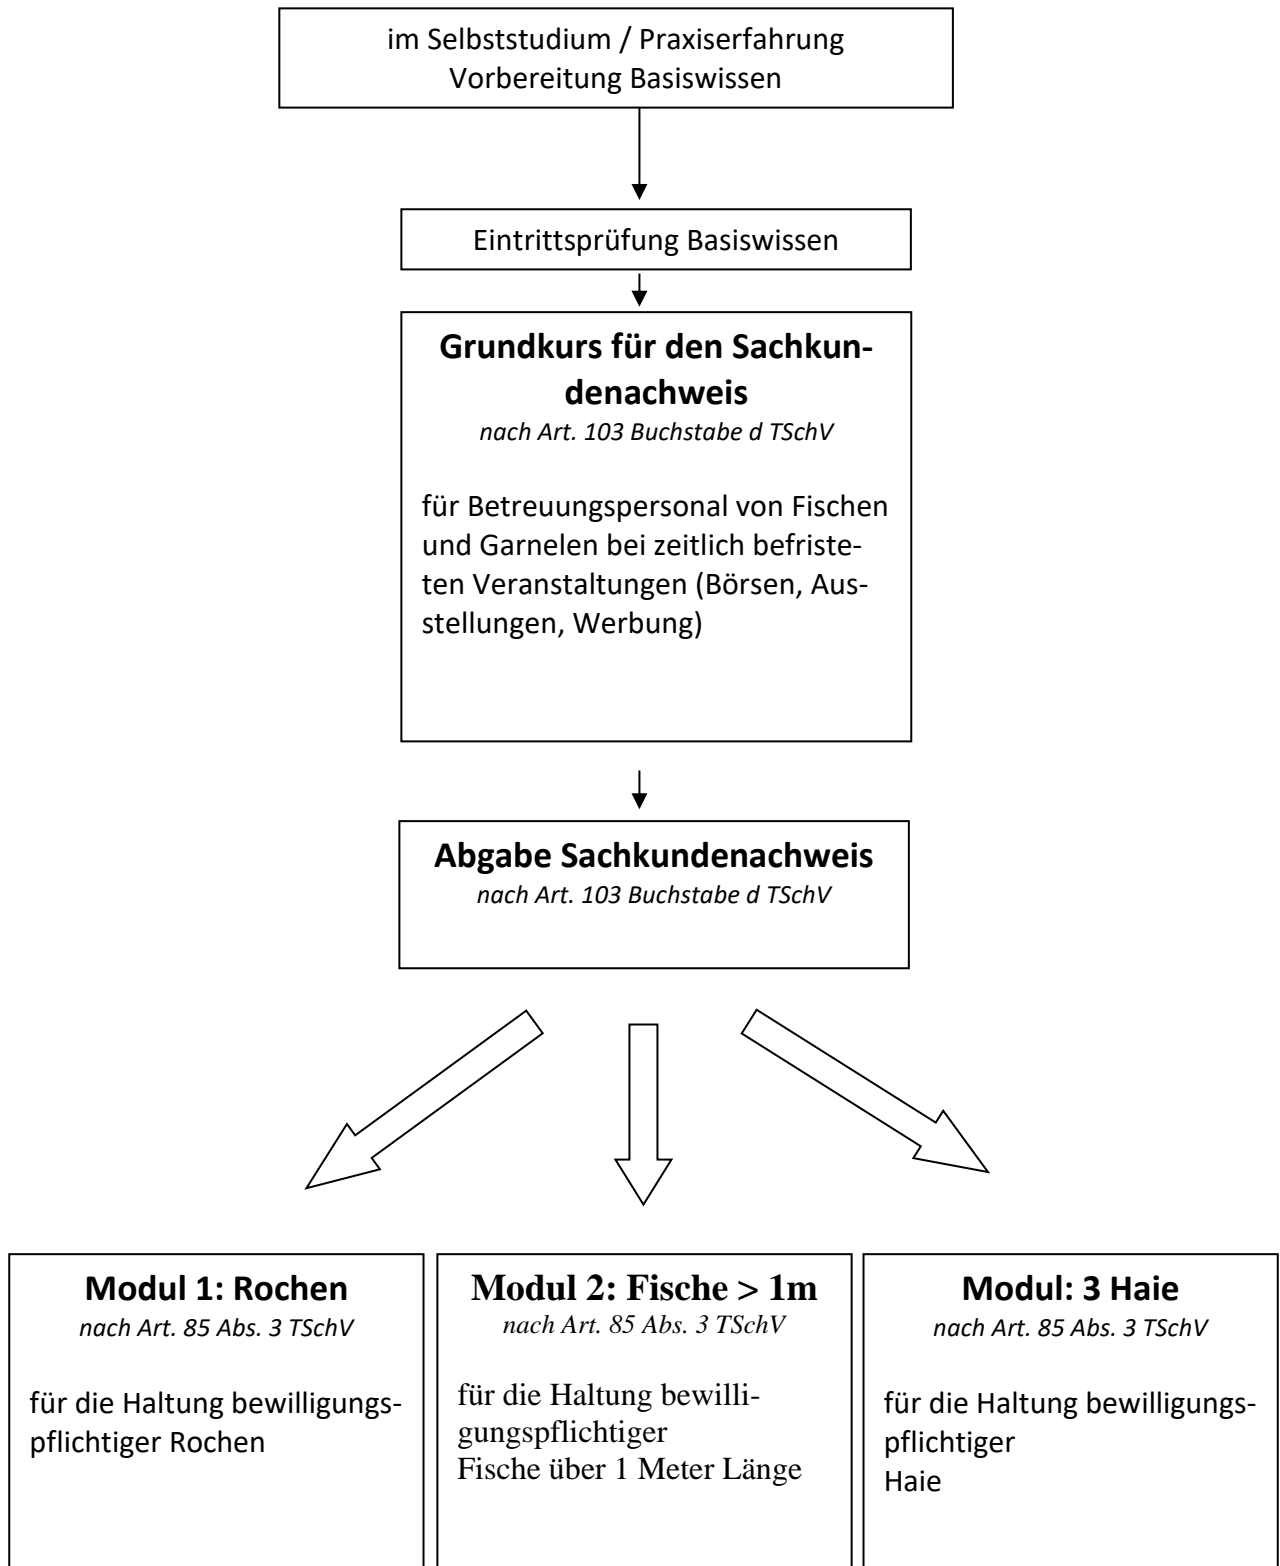 im Selbststudium / Praxiserfahrung
Vorbereitung Basiswissen
Eintrittsprüfung Basiswissen
Grundkurs für den Sachkun-
denachweis
nach Art. 103 Buchstabe d TSchV
für Betreuungspersonal von Fischen
und Garnelen bei zeitlich befriste-
ten Veranstaltungen (Börsen, Aus-
stellungen, Werbung)
Abgabe Sachkundenachweis
nach Art. 103 Buchstabe d TSchV
Modul 1: Rochen
nach Art. 85 Abs. 3 TSchV
für die Haltung bewilligungs-
pflichtiger Rochen
Modul 2: Fische > 1m
nach Art. 85 Abs. 3 TSchV
für die Haltung bewilli-
gungspflichtiger
Fische über 1 Meter Länge
Modul: 3 Haie
nach Art. 85 Abs. 3 TSchV
für die Haltung bewilligungs-
pflichtiger
Haie